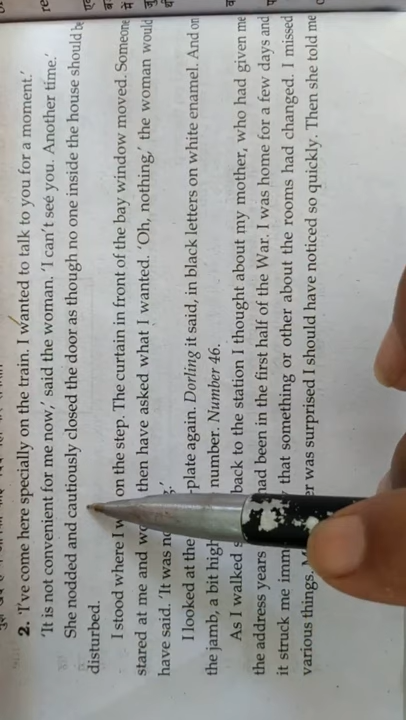 2. 'I've come here specially on the train. I wanted to talk to you for a moment.'
'It is not convenient for me now,' said the woman. 'I can't see you. Another time.'
She nodded and cautiously closed the door as though no one inside the house should be
disturbed.
I stood where I on the step. The curtain in front of the bay window moved. Someone
stared at me and then have asked what I wanted. 'Oh, nothing,' the woman would
have said. 'It was
I looked at the -plate again. Dorling it said, in black letters on white enamel. And on
the jamb, a bit number. Number 46.
As I walked back to the station I thought about my mother, who had given me
the address years had been in the first half of the War. I was home for a few days and
it struck me that something or other about the rooms had changed. I missed
various things. was surprised I should have noticed so quickly. Then she told me